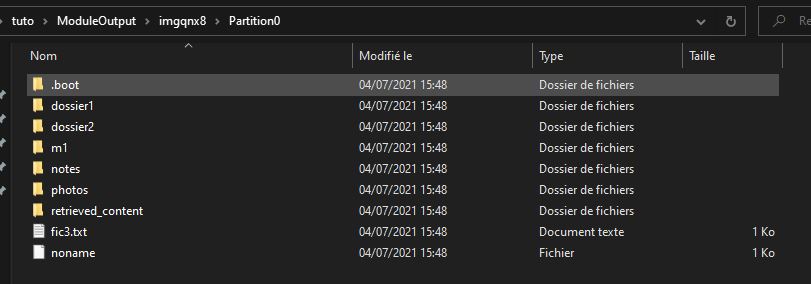 tuto > ModuleOutput > imgqnx8 > Partition0
Nom Modifié le Type Taille
.boot 04/07/2021 15:48 Dossier de fichiers
dossier1 04/07/2021 15:48 Dossier de fichiers
dossier2 04/07/2021 15:48 Dossier de fichiers
m1 04/07/2021 15:48 Dossier de fichiers
notes 04/07/2021 15:48 Dossier de fichiers
photos 04/07/2021 15:48 Dossier de fichiers
retrieved_content 04/07/2021 15:48 Dossier de fichiers
fic3.txt 04/07/2021 15:48 Document texte 1 Ko
noname 04/07/2021 15:48 Fichier 1 Ko